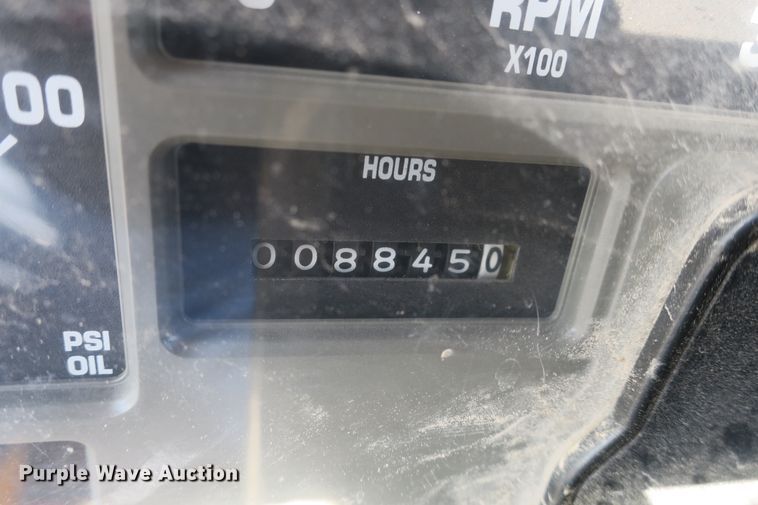 RPM
X100
00
HOURS
0088450
PSI
OIL
Purple Wave Auction